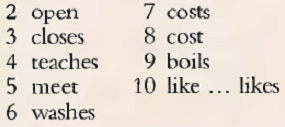 2 open
3 closes
4 teaches
5 meet
6 washes
7 costs
8 cost
9 boils
10 like ... likes